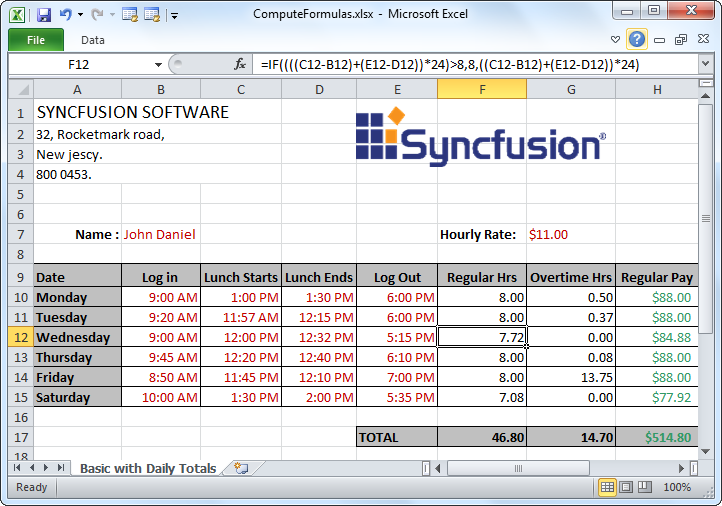 ComputeFormulas.xlsx - Microsoft Excel
File Data
F12 fx =IF((((C12-B12)+(E12-D12))*24)>8,8,((C12-B12)+(E12-D12))*24)
A B C D E F G H
1 SYNCFUSION SOFTWARE
2 32, Rocketmark road,
3 New jescy.
4 800 0453.
Syncfusion®
5
6
7 Name : John Daniel Hourly Rate: $11.00
8
9 Date Log in Lunch Starts Lunch Ends Log Out Regular Hrs Overtime Hrs Regular Pay
10 Monday 9:00 AM 1:00 PM 1:30 PM 6:00 PM 8.00 0.50 $88.00
11 Tuesday 9:20 AM 11:57 AM 12:15 PM 6:00 PM 8.00 0.37 $88.00
12 Wednesday 9:00 AM 12:00 PM 12:32 PM 5:15 PM 7.72 0.00 $84.88
13 Thursday 9:45 AM 12:20 PM 12:40 PM 6:10 PM 8.00 0.08 $88.00
14 Friday 8:50 AM 11:45 PM 12:10 PM 7:00 PM 8.00 13.75 $88.00
15 Saturday 10:00 AM 1:30 PM 2:00 PM 5:35 PM 7.08 0.00 $77.92
16
17 TOTAL 46.80 14.70 $514.80
18
Basic with Daily Totals
Ready 100%